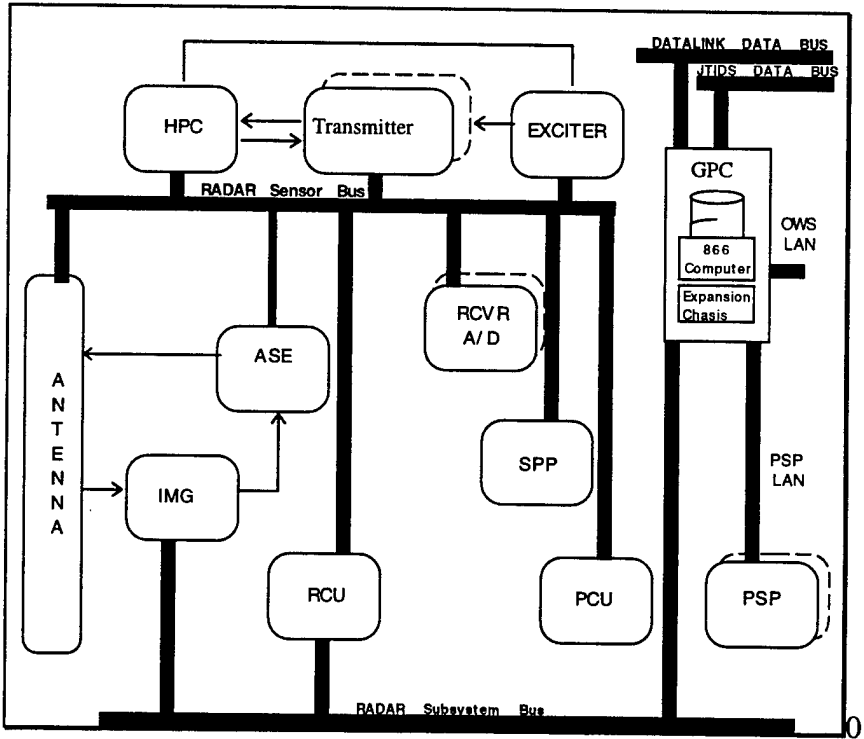 DATALINK DATA BUS
JTIDS DATA BUS
HPC
Transmitter
EXCITER
GPC
RADAR Sensor Bus
866
Computer
OWS
LAN
Expansion
Chasis
RCVR
A/D
ASE
ANTENNA
SPP
PSP
LAN
IMG
RCU
PCU
PSP
RADAR Subsystem Bus
0